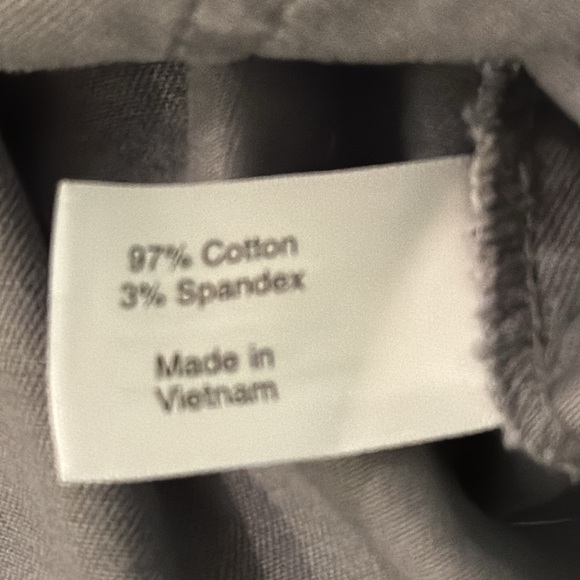 97% Cotton
3% Spandex
Made in
Vietnam